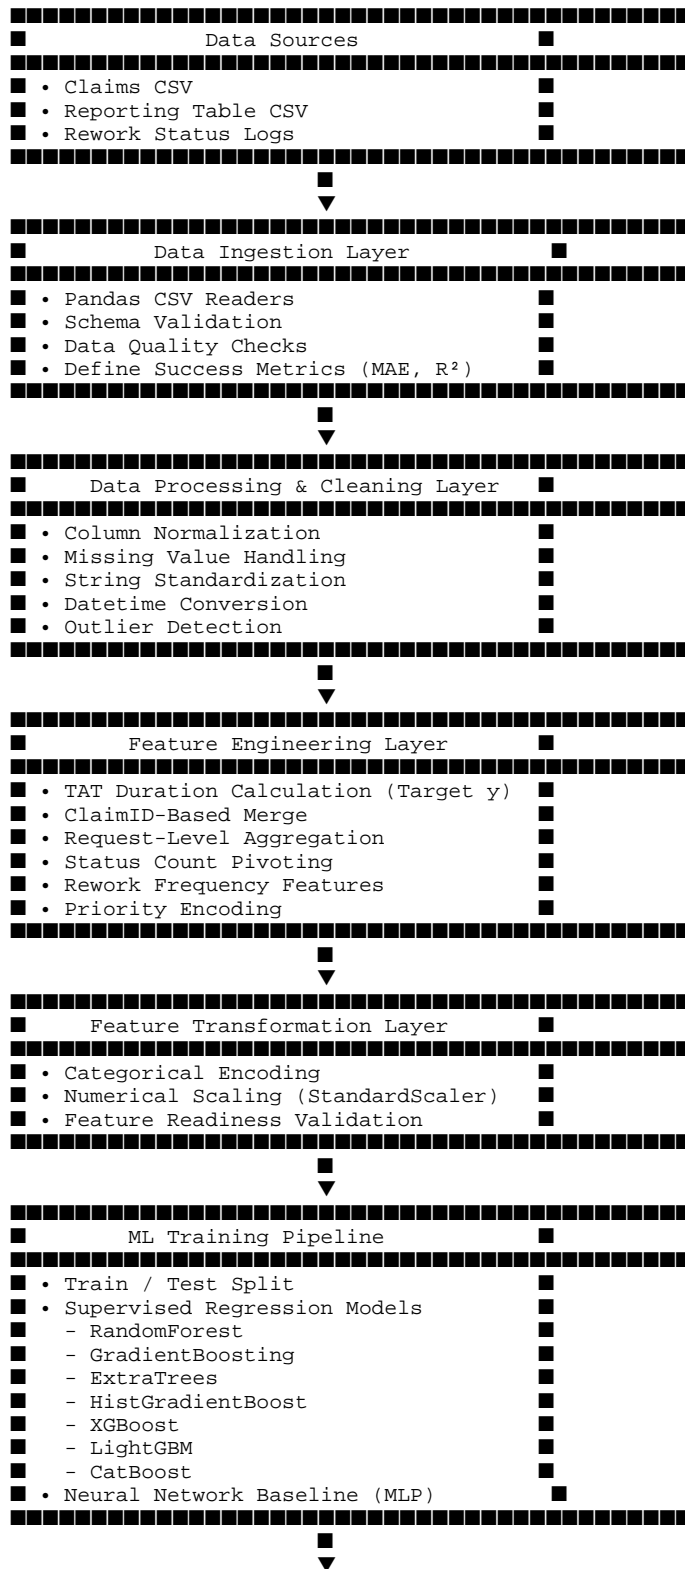 Data Sources
• Claims CSV
• Reporting Table CSV
• Rework Status Logs
Data Ingestion Layer
• Pandas CSV Readers
• Schema Validation
• Data Quality Checks
• Define Success Metrics (MAE, R²)
Data Processing & Cleaning Layer
• Column Normalization
• Missing Value Handling
• String Standardization
• Datetime Conversion
• Outlier Detection
Feature Engineering Layer
• TAT Duration Calculation (Target y)
• ClaimID-Based Merge
• Request-Level Aggregation
• Status Count Pivoting
• Rework Frequency Features
• Priority Encoding
Feature Transformation Layer
• Categorical Encoding
• Numerical Scaling (StandardScaler)
• Feature Readiness Validation
ML Training Pipeline
• Train / Test Split
• Supervised Regression Models
- RandomForest
- GradientBoosting
- ExtraTrees
- HistGradientBoost
- XGBoost
- LightGBM
- CatBoost
• Neural Network Baseline (MLP)